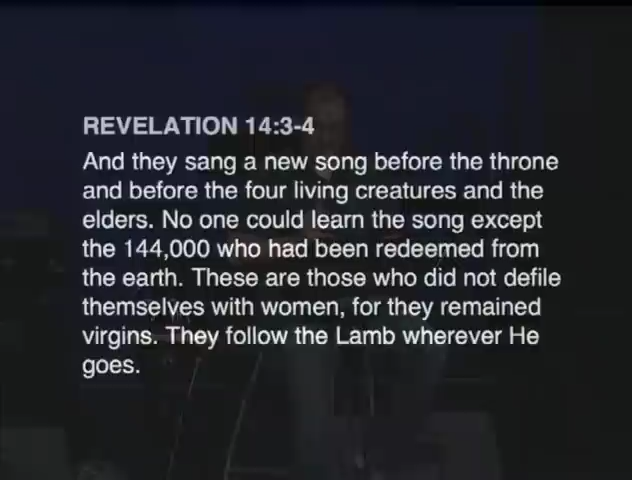 REVELATION 14:3-4
And they sang a new song before the throne
and before the four living creatures and the
elders. No one could learn the song except
the 144,000 who had been redeemed from
the earth. These are those who did not defile
themselves with women, for they remained
virgins. They follow the Lamb wherever He
goes.